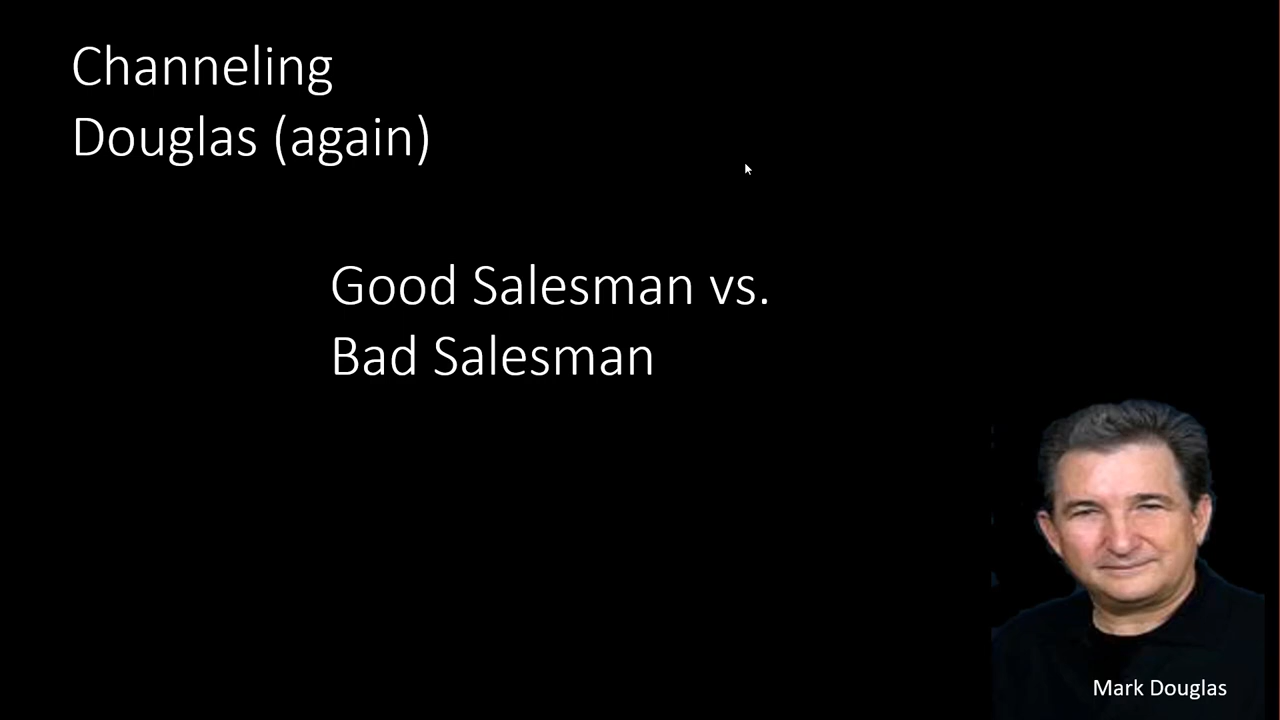 Channeling
Douglas (again)
Good Salesman vs.
Bad Salesman
Mark Douglas